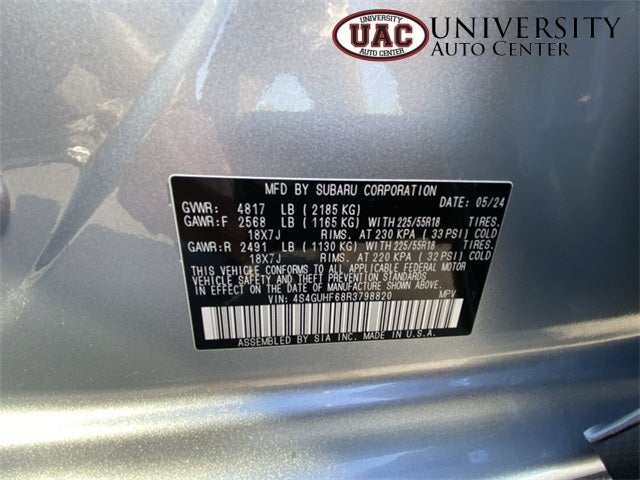 UNIVERSITY
UAC
AUTO CENTER
UNIVERSITY
AUTO CENTER
MFD. BY SUBARU CORPORATION
GVWR: 4817 LB (2185 KG) DATE: 05/24
GAWR:F 2568 LB (1165 KG) WITH 225/55R18 TIRES.
18X7J RIMS. AT 230 KPA (33 PSI) COLD
GAWR:R 2491 LB (1130 KG) WITH 225/55R18 TIRES.
18X7J RIMS. AT 220 KPA (32 PSI) COLD
THIS VEHICLE CONFORMS TO ALL APPLICABLE FEDERAL MOTOR
VEHICLE SAFETY AND THEFT PREVENTION STANDARDS IN
EFFECT ON THE DATE OF MANUFACTURE SHOWN ABOVE.
VIN: 4S4GUHF68R3798820 MPV
ASSEMBLED BY SIA INC. MADE IN U.S.A.